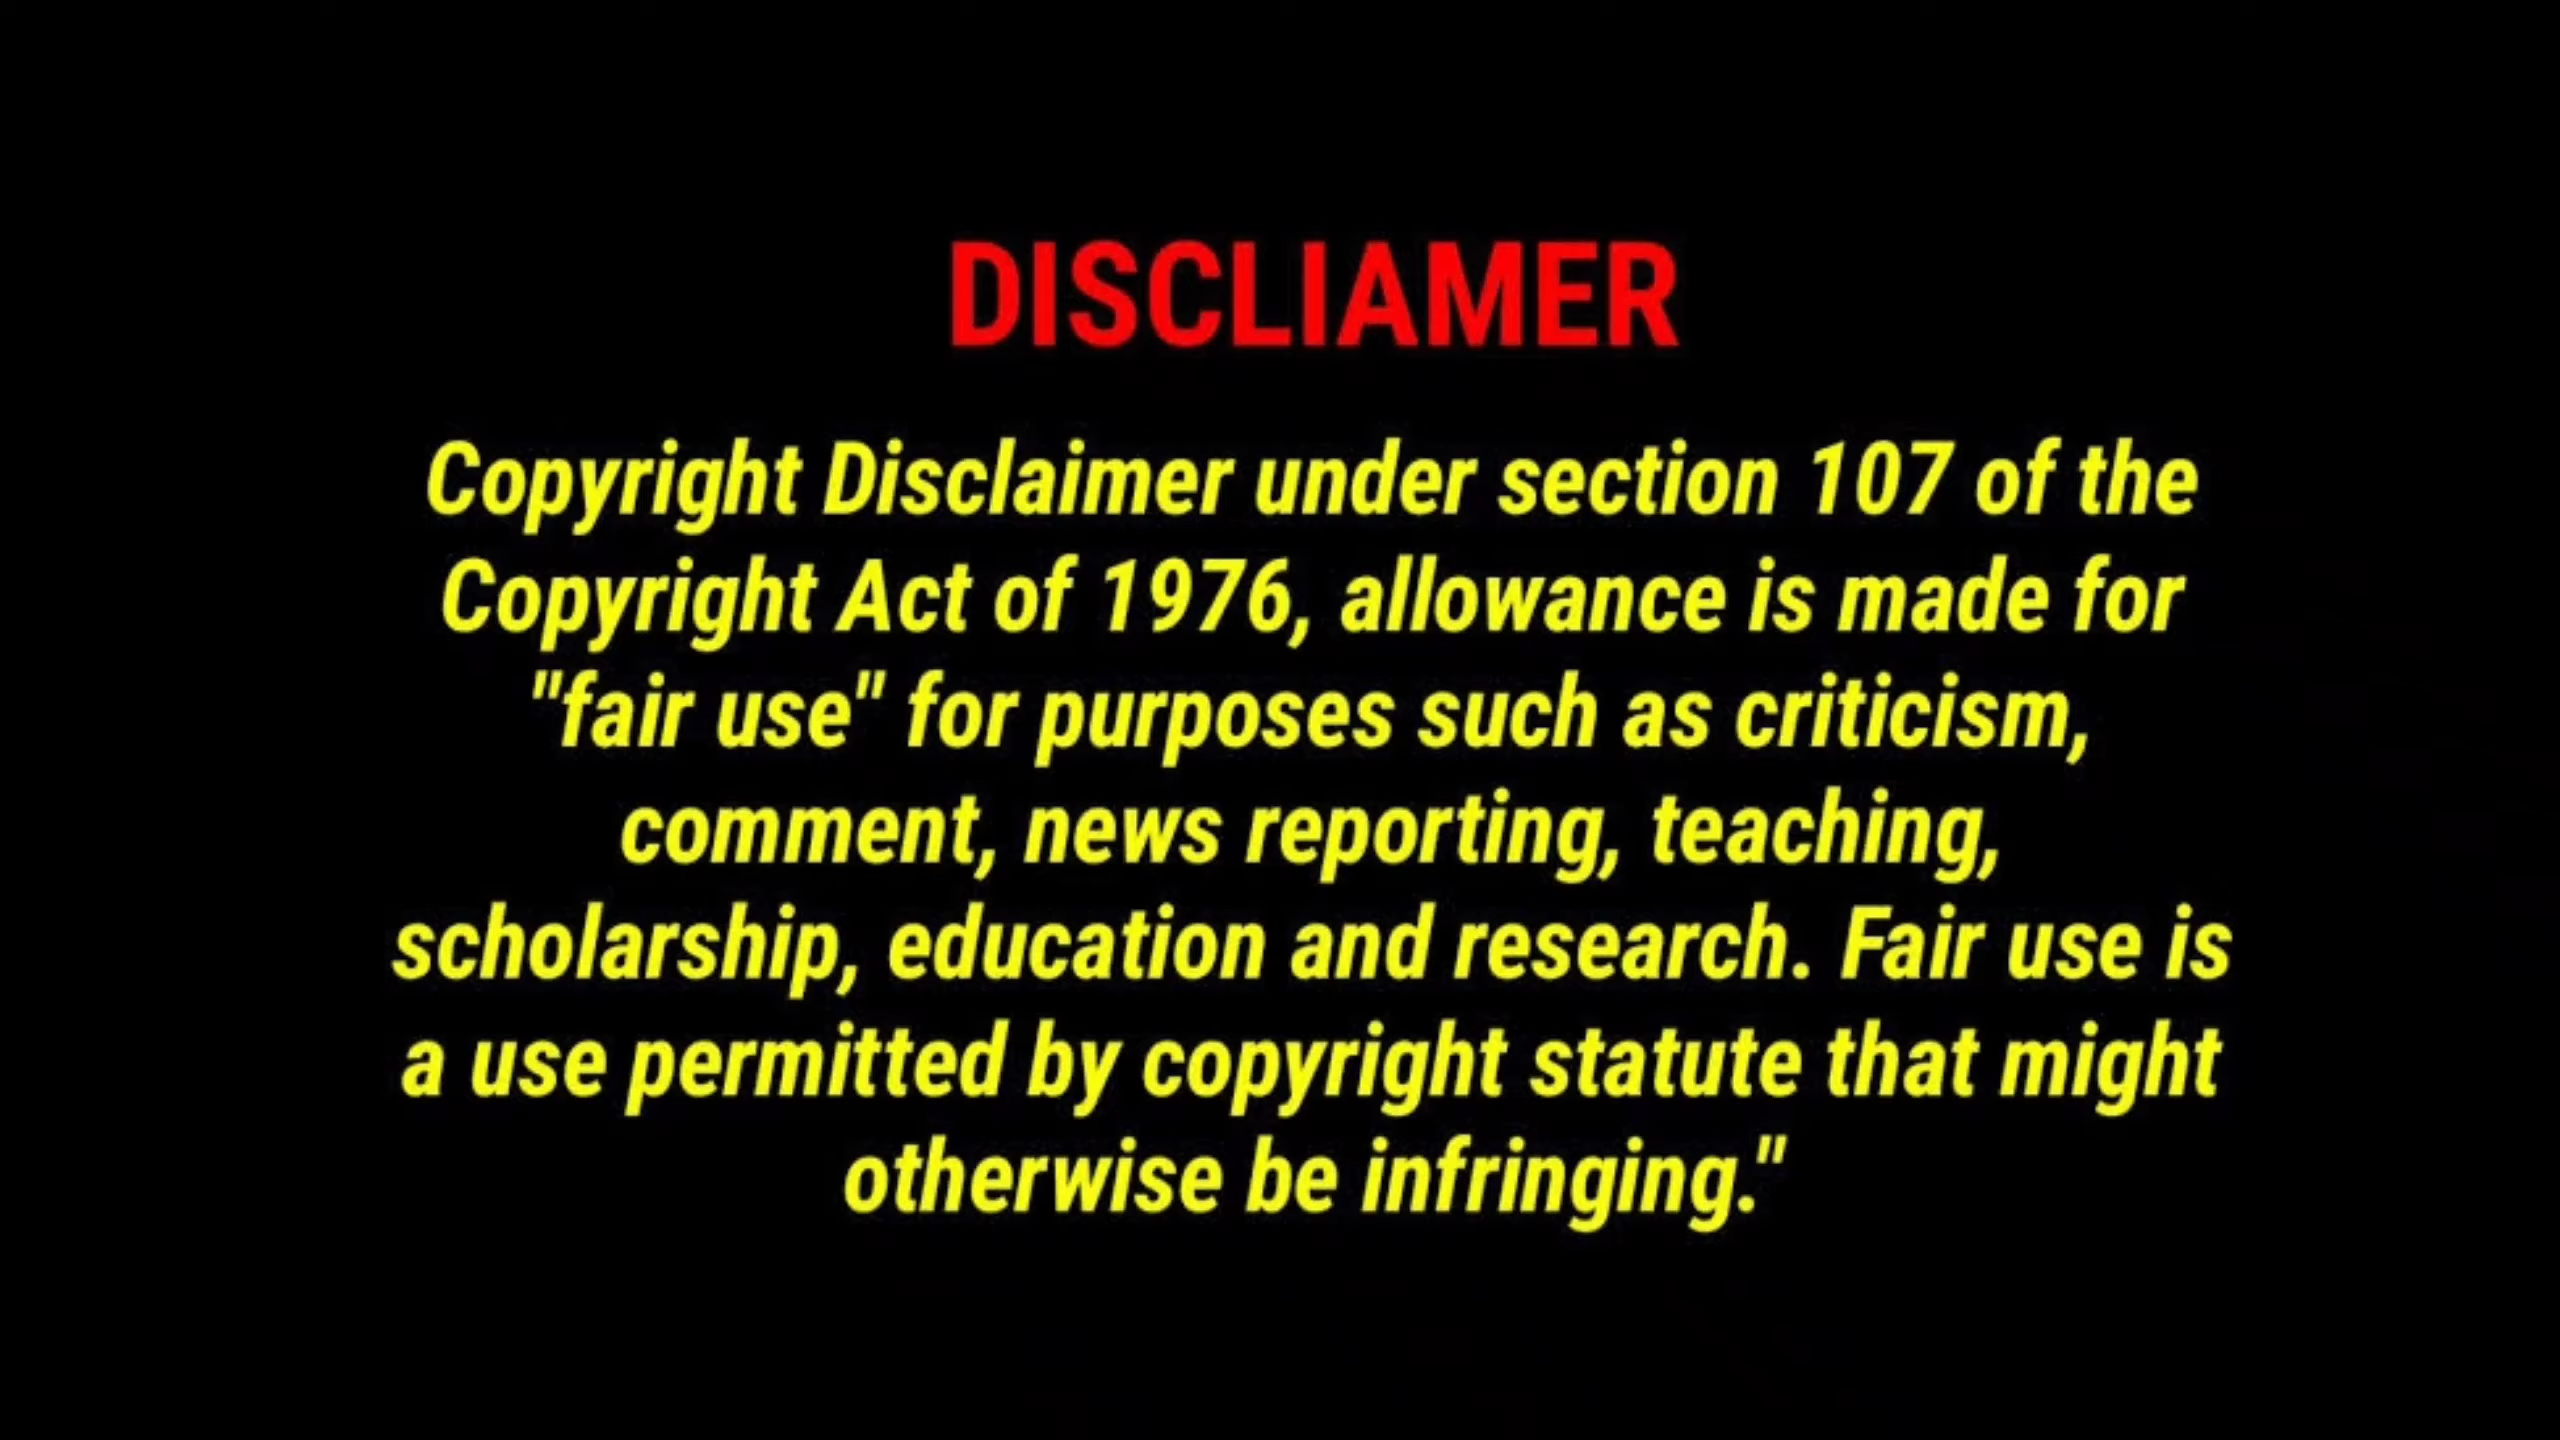 DISCLIAMER
Copyright Disclaimer under section 107 of the
Copyright Act of 1976, allowance is made for
"fair use" for purposes such as criticism,
comment, news reporting, teaching,
scholarship, education and research. Fair use is
a use permitted by copyright statute that might
otherwise be infringing."